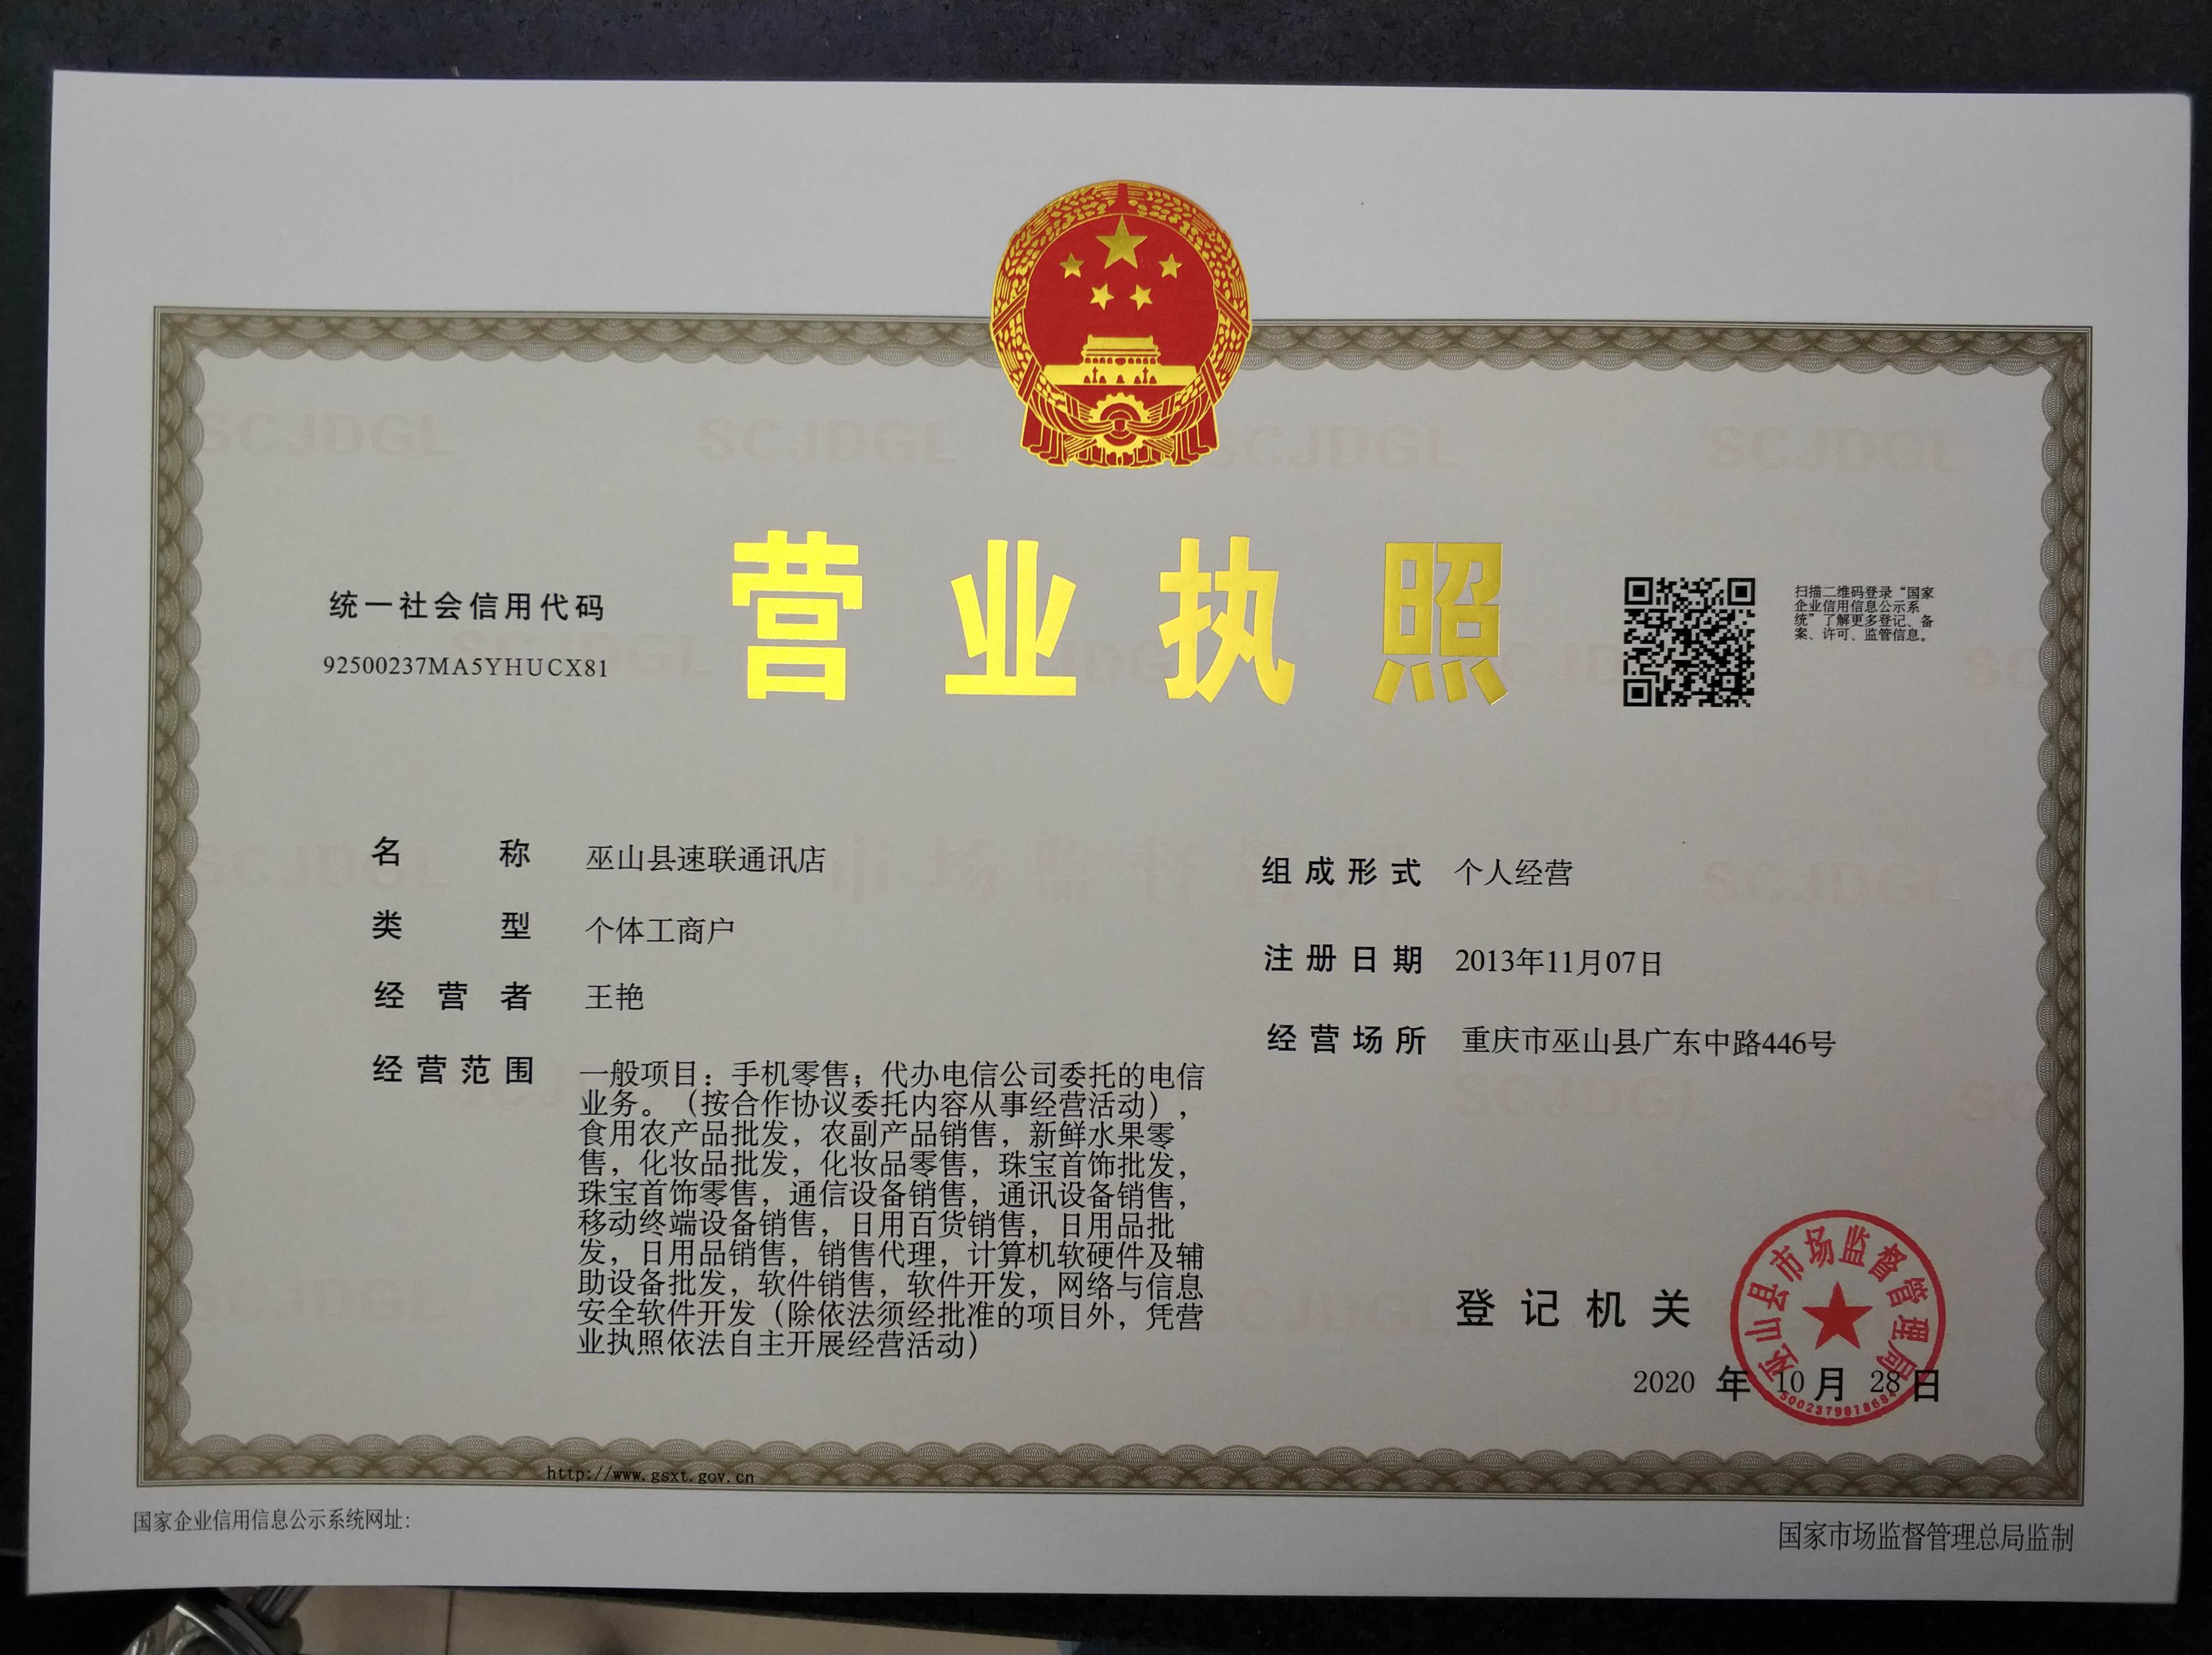 营业执照
统一社会信用代码
92500237MA5YHUCX81
扫描二维码登录“国家
企业信用信息公示系
统”了解更多登记、备
案、许可、监管信息。
名称 巫山县速联通讯店
类型 个体工商户
经营者 王艳
经营范围 一般项目：手机零售；代办电信公司委托的电信
业务。（按合作协议委托内容从事经营活动），
食用农产品批发，农副产品销售，新鲜水果零
售，化妆品批发，化妆品零售，珠宝首饰批发，
珠宝首饰零售，通信设备销售，通讯设备销售，
移动终端设备销售，日用百货销售，日用品批
发，日用品销售，销售代理，计算机软硬件及辅
助设备批发，软件销售，软件开发，网络与信息
安全软件开发（除依法须经批准的项目外，凭营
业执照依法自主开展经营活动）
组成形式 个人经营
注册日期 2013年11月07日
经营场所 重庆市巫山县广东中路446号
登记机关
巫山县市场监督管理局
2020 年 10 月 28 日
http://www.gsxt.gov.cn
国家企业信用信息公示系统网址：
国家市场监督管理总局监制
SCJDGL